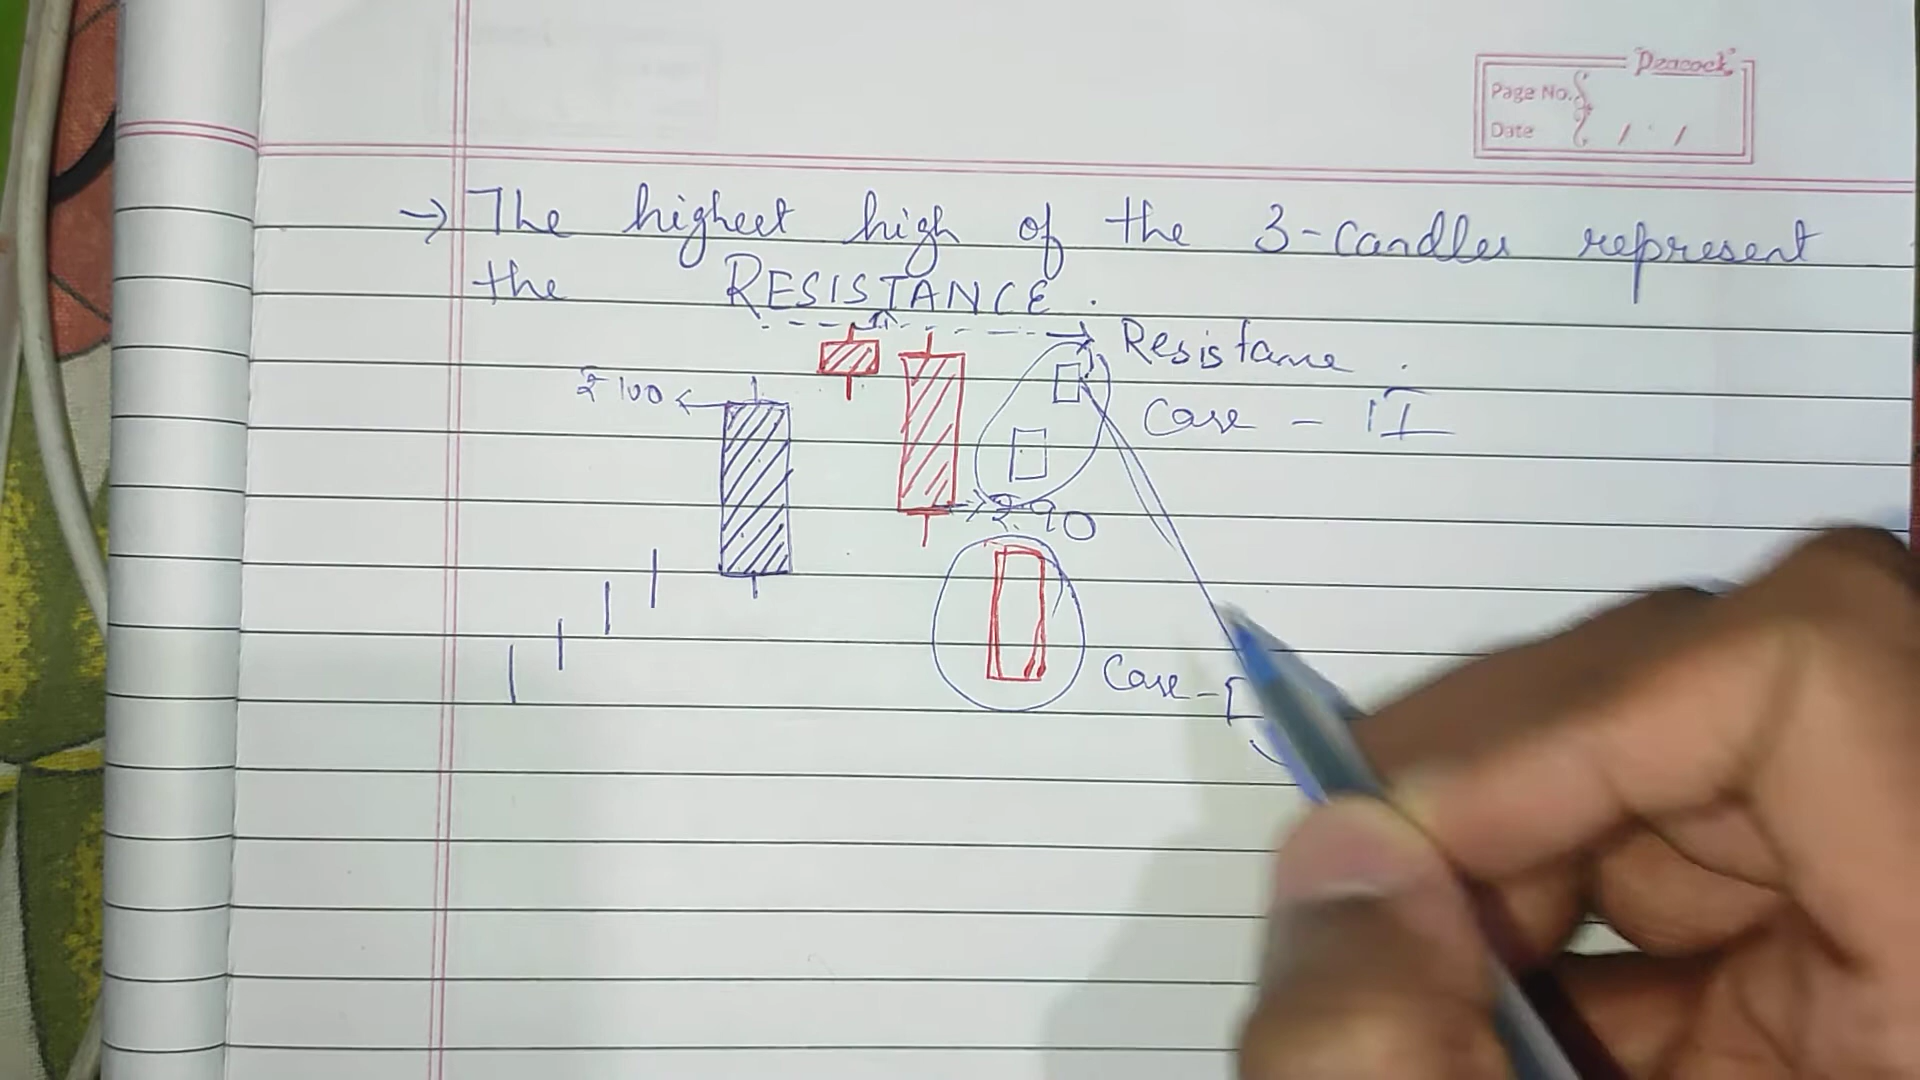 Peacock
Page No.
Date / /
→ The highest high of the 3-candles represent
the RESISTANCE.
Resistance.
₹100
Case - II
₹.90
Case - I